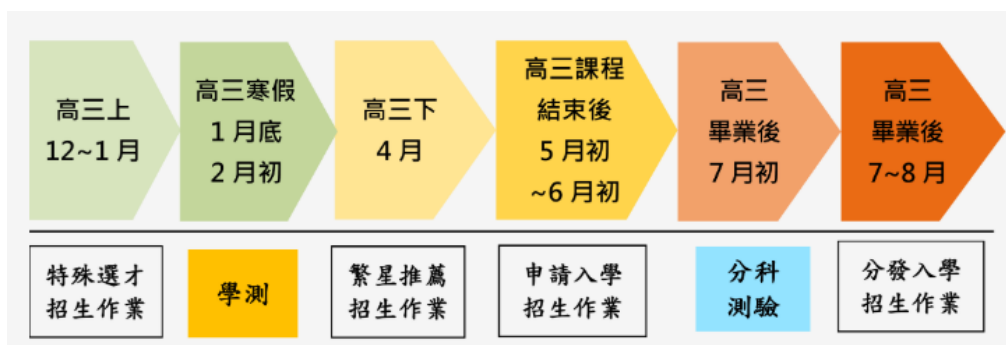 高三上
12~1 月
高三寒假
1 月底
2 月初
高三下
4 月
高三課程
結束後
5 月初
~6 月初
高三
畢業後
7 月初
高三
畢業後
7~8 月
特殊選才
招生作業
學測
繁星推薦
招生作業
申請入學
招生作業
分科
測驗
分發入學
招生作業